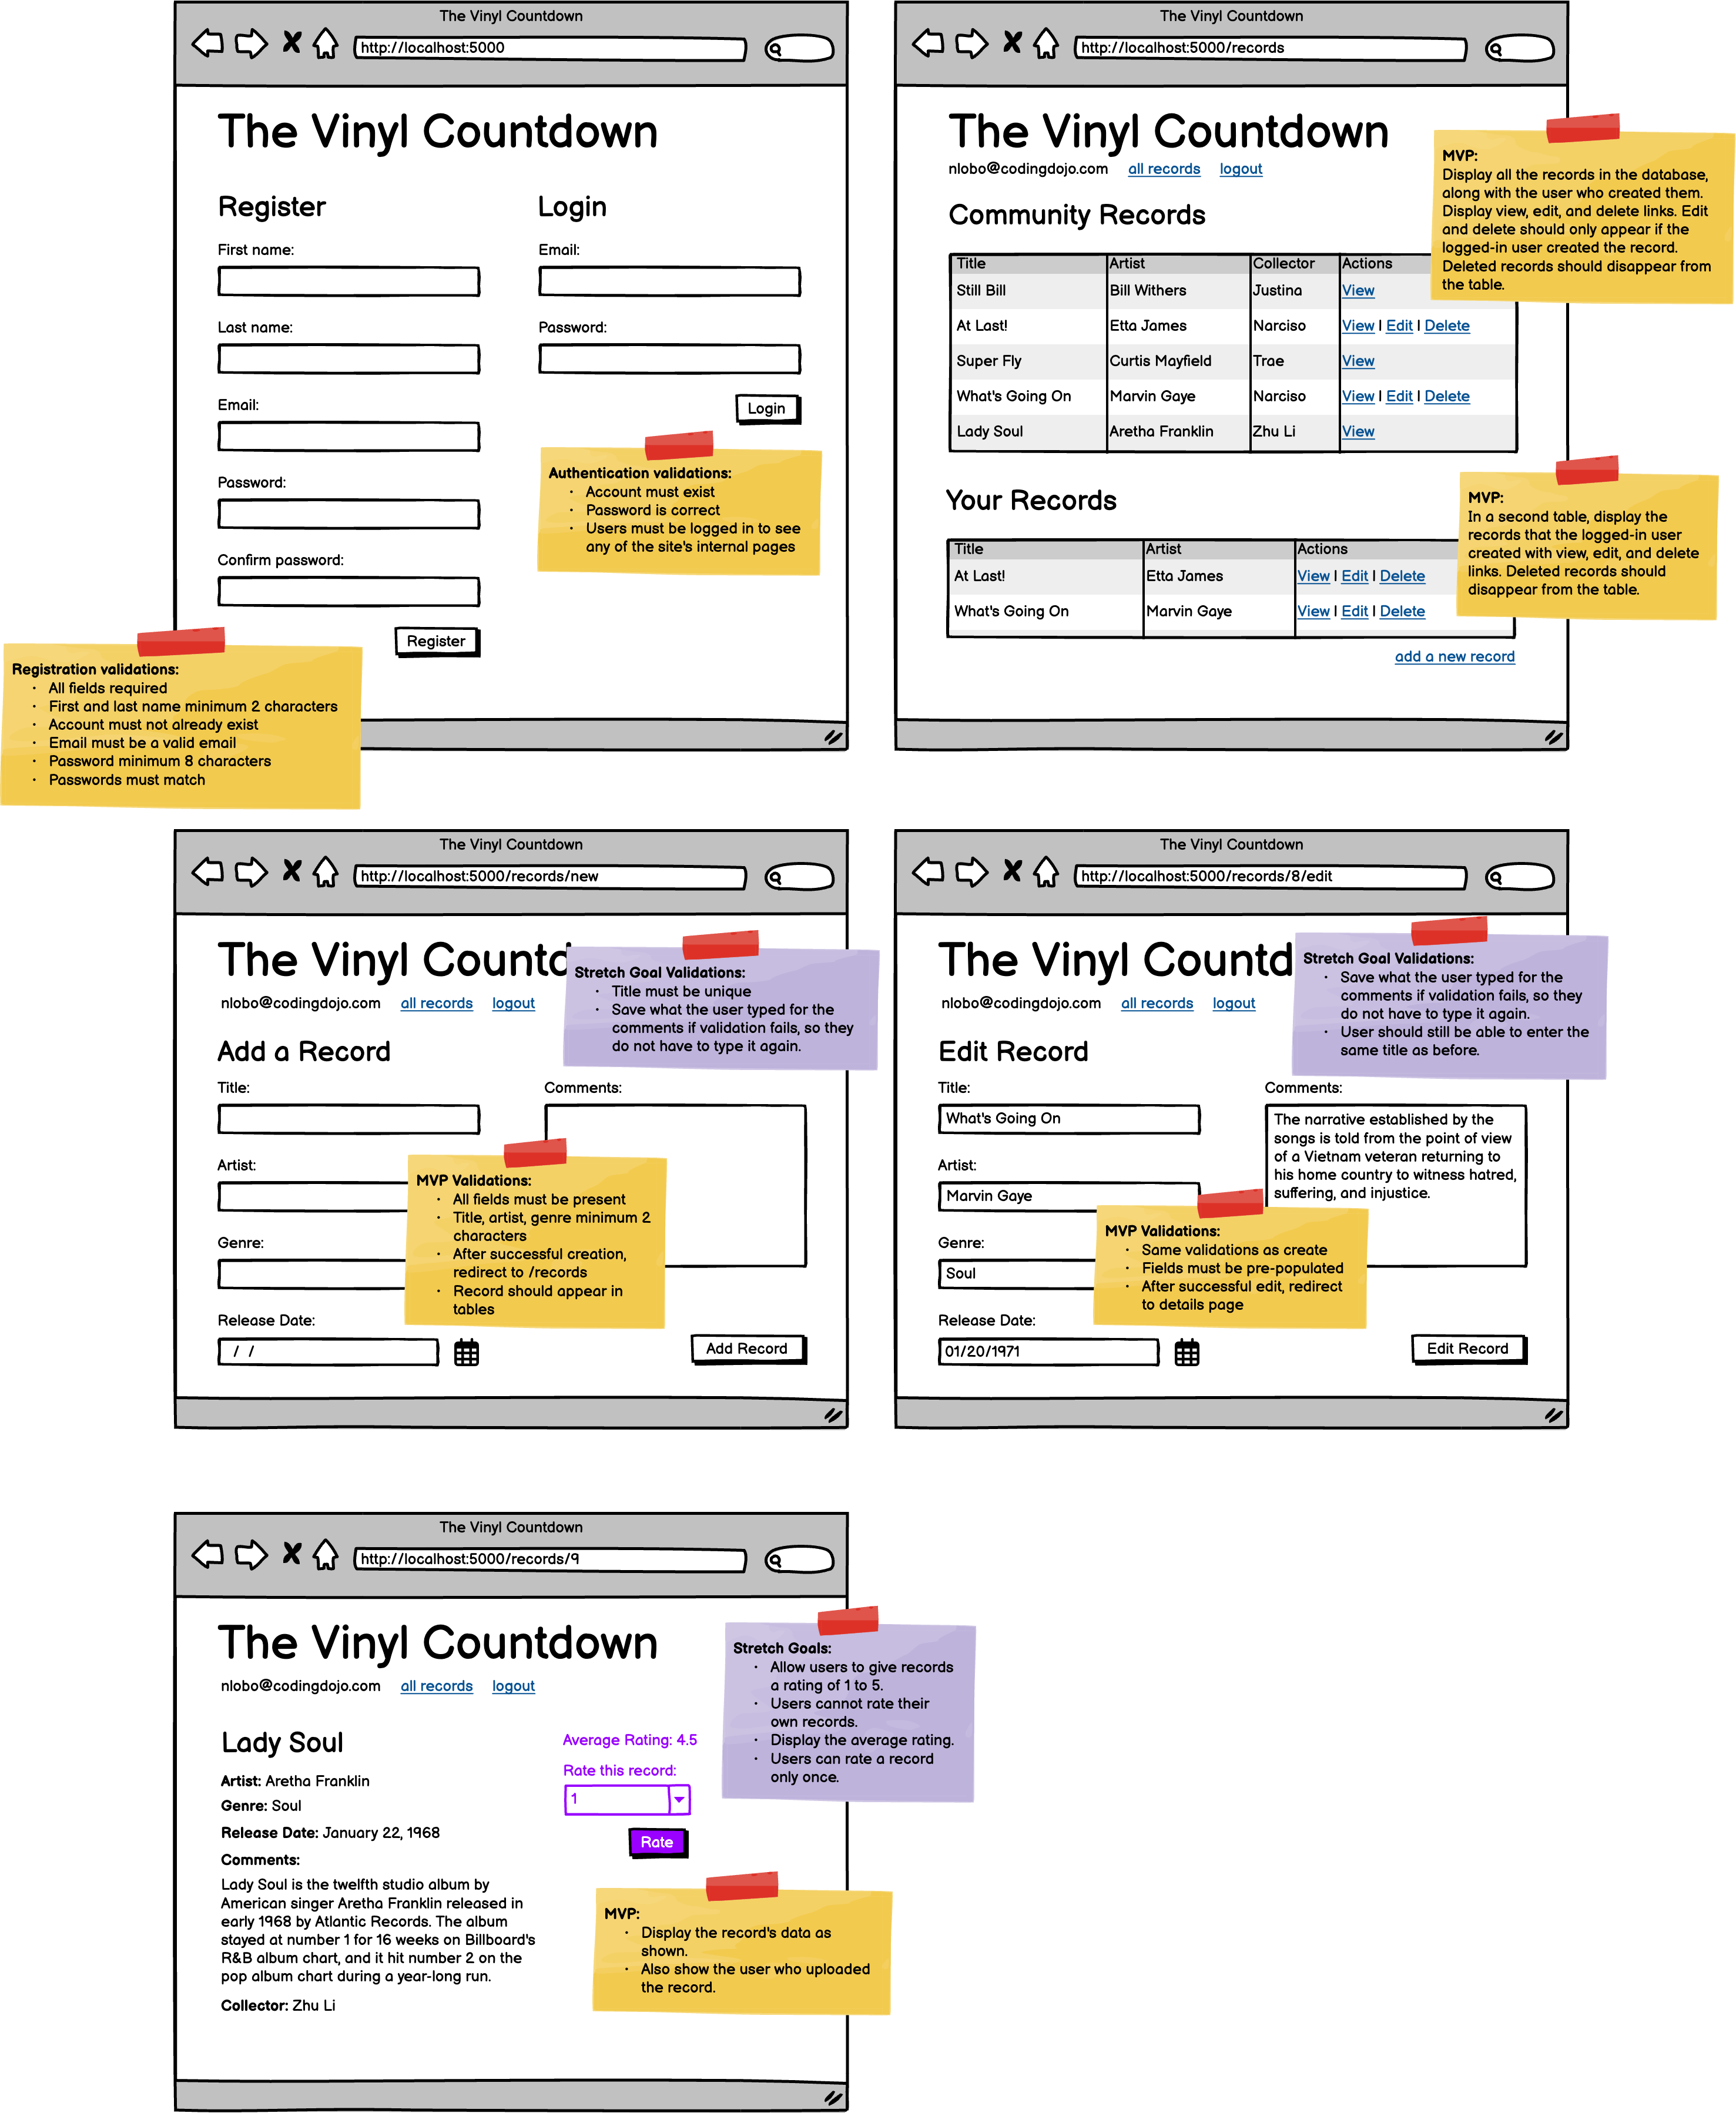 The Vinyl Countdown
http://localhost:5000
The Vinyl Countdown
Register
First name:
Last name:
Email:
Password:
Confirm password:
Register
Login
Email:
Password:
Login
Authentication validations:
· Account must exist
· Password is correct
· Users must be logged in to see
any of the site's internal pages
Registration validations:
· All fields required
· First and last name minimum 2 characters
· Account must not already exist
· Email must be a valid email
· Password minimum 8 characters
· Passwords must match
The Vinyl Countdown
http://localhost:5000/records
The Vinyl Countdown
nlobo@codingdojo.com all records logout
Community Records
Title Artist Collector Actions
Still Bill Bill Withers Justina View
At Last! Etta James Narciso View | Edit | Delete
Super Fly Curtis Mayfield Trae View
What's Going On Marvin Gaye Narciso View | Edit | Delete
Lady Soul Aretha Franklin Zhu Li View
MVP:
Display all the records in the database,
along with the user who created them.
Display view, edit, and delete links. Edit
and delete should only appear if the
logged-in user created the record.
Deleted records should disappear from
the table.
Your Records
Title Artist Actions
At Last! Etta James View | Edit | Delete
What's Going On Marvin Gaye View | Edit | Delete
add a new record
MVP:
In a second table, display the
records that the logged-in user
created with view, edit, and delete
links. Deleted records should
disappear from the table.
The Vinyl Countdown
http://localhost:5000/records/new
The Vinyl Countd
nlobo@codingdojo.com all records logout
Stretch Goal Validations:
· Title must be unique
· Save what the user typed for the
comments if validation fails, so they
do not have to type it again.
Add a Record
Title:
Artist:
Genre:
Release Date:
/ /
Comments:
MVP Validations:
· All fields must be present
· Title, artist, genre minimum 2
characters
· After successful creation,
redirect to /records
· Record should appear in
tables
Add Record
The Vinyl Countdown
http://localhost:5000/records/8/edit
The Vinyl Countd
nlobo@codingdojo.com all records logout
Stretch Goal Validations:
· Save what the user typed for the
comments if validation fails, so they
do not have to type it again.
· User should still be able to enter the
same title as before.
Edit Record
Title:
What's Going On
Artist:
Marvin Gaye
Genre:
Soul
Release Date:
01/20/1971
Comments:
The narrative established by the
songs is told from the point of view
of a Vietnam veteran returning to
his home country to witness hatred,
suffering, and injustice.
MVP Validations:
· Same validations as create
· Fields must be pre-populated
· After successful edit, redirect
to details page
Edit Record
The Vinyl Countdown
http://localhost:5000/records/9
The Vinyl Countdown
nlobo@codingdojo.com all records logout
Lady Soul
Artist: Aretha Franklin
Genre: Soul
Release Date: January 22, 1968
Comments:
Lady Soul is the twelfth studio album by
American singer Aretha Franklin released in
early 1968 by Atlantic Records. The album
stayed at number 1 for 16 weeks on Billboard's
R&B album chart, and it hit number 2 on the
pop album chart during a year-long run.
Collector: Zhu Li
Average Rating: 4.5
Rate this record:
1
Rate
Stretch Goals:
· Allow users to give records
a rating of 1 to 5.
· Users cannot rate their
own records.
· Display the average rating.
· Users can rate a record
only once.
MVP:
· Display the record's data as
shown.
· Also show the user who uploaded
the record.